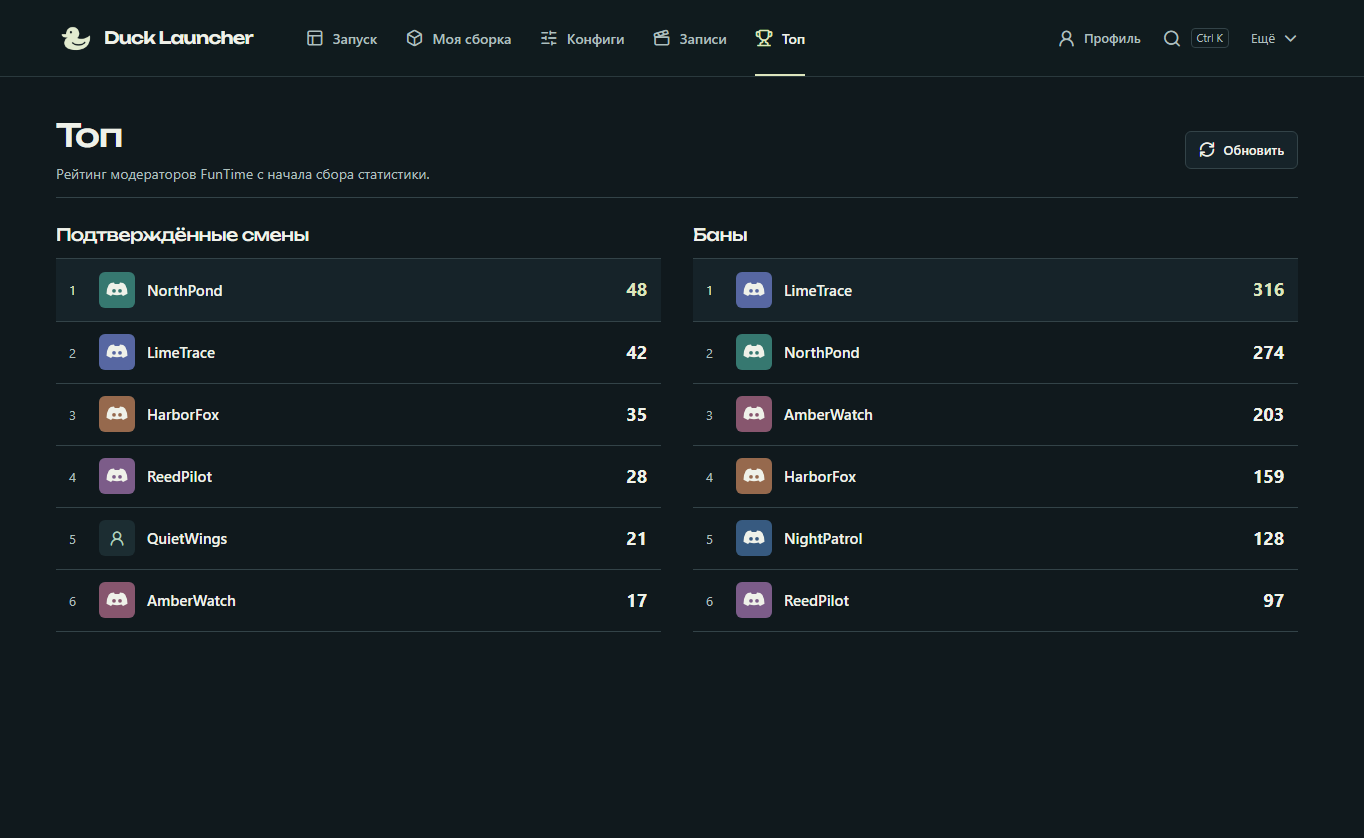 Duck Launcher
Запуск
Моя сборка
Конфиги
Записи
Топ
Профиль
Ctrl K
Ещё
Топ
Рейтинг модераторов FunTime с начала сбора статистики.
Обновить
Подтверждённые смены
1 NorthPond 48
2 LimeTrace 42
3 HarborFox 35
4 ReedPilot 28
5 QuietWings 21
6 AmberWatch 17
Баны
1 LimeTrace 316
2 NorthPond 274
3 AmberWatch 203
4 HarborFox 159
5 NightPatrol 128
6 ReedPilot 97